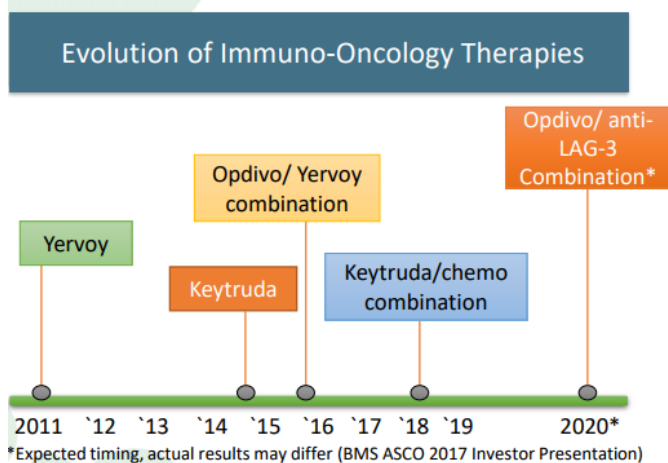 Evolution of Immuno-Oncology Therapies
Opdivo/ anti-
LAG-3
Combination*
Opdivo/ Yervoy
combination
Yervoy
Keytruda
Keytruda/chemo
combination
2011 `12 `13 `14 `15 `16 `17 `18 `19 2020*
*Expected timing, actual results may differ (BMS ASCO 2017 Investor Presentation)